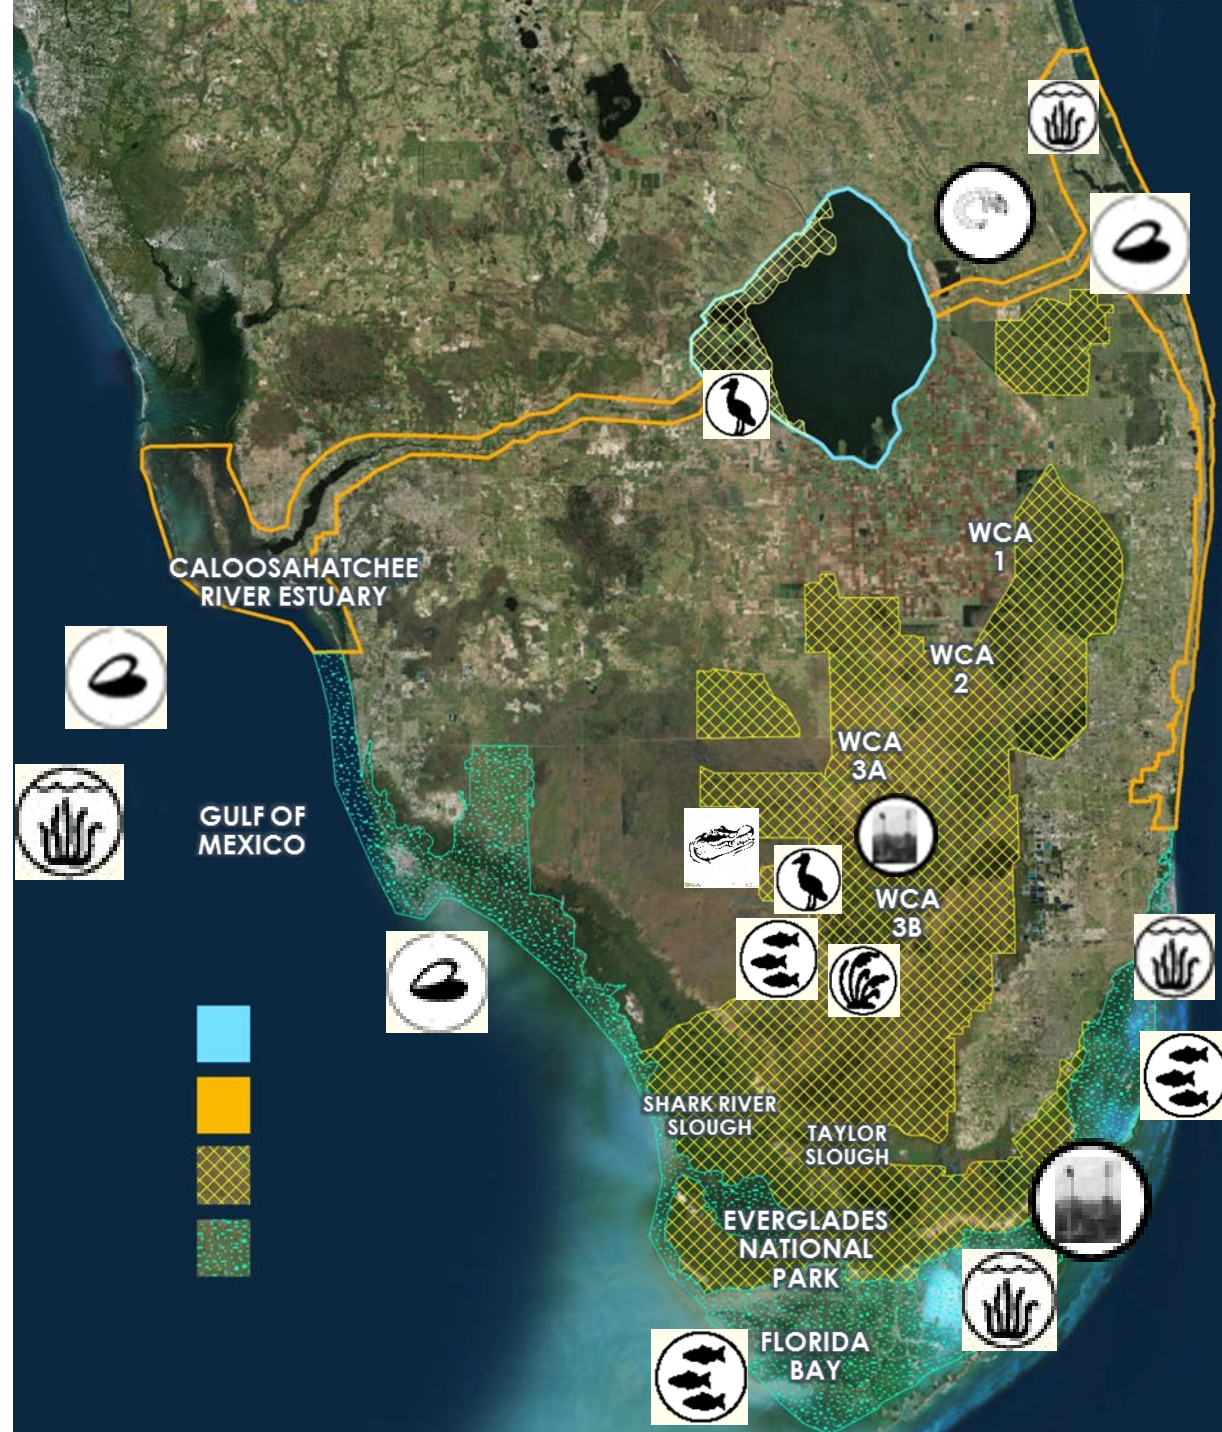 WCA
1
CALOOSAHATCHEE
RIVER ESTUARY
WCA
2
WCA
3A
GULF OF
MEXICO
WCA
3B
SHARK RIVER
SLOUGH
TAYLOR
SLOUGH
EVERGLADES
NATIONAL
PARK
FLORIDA
BAY